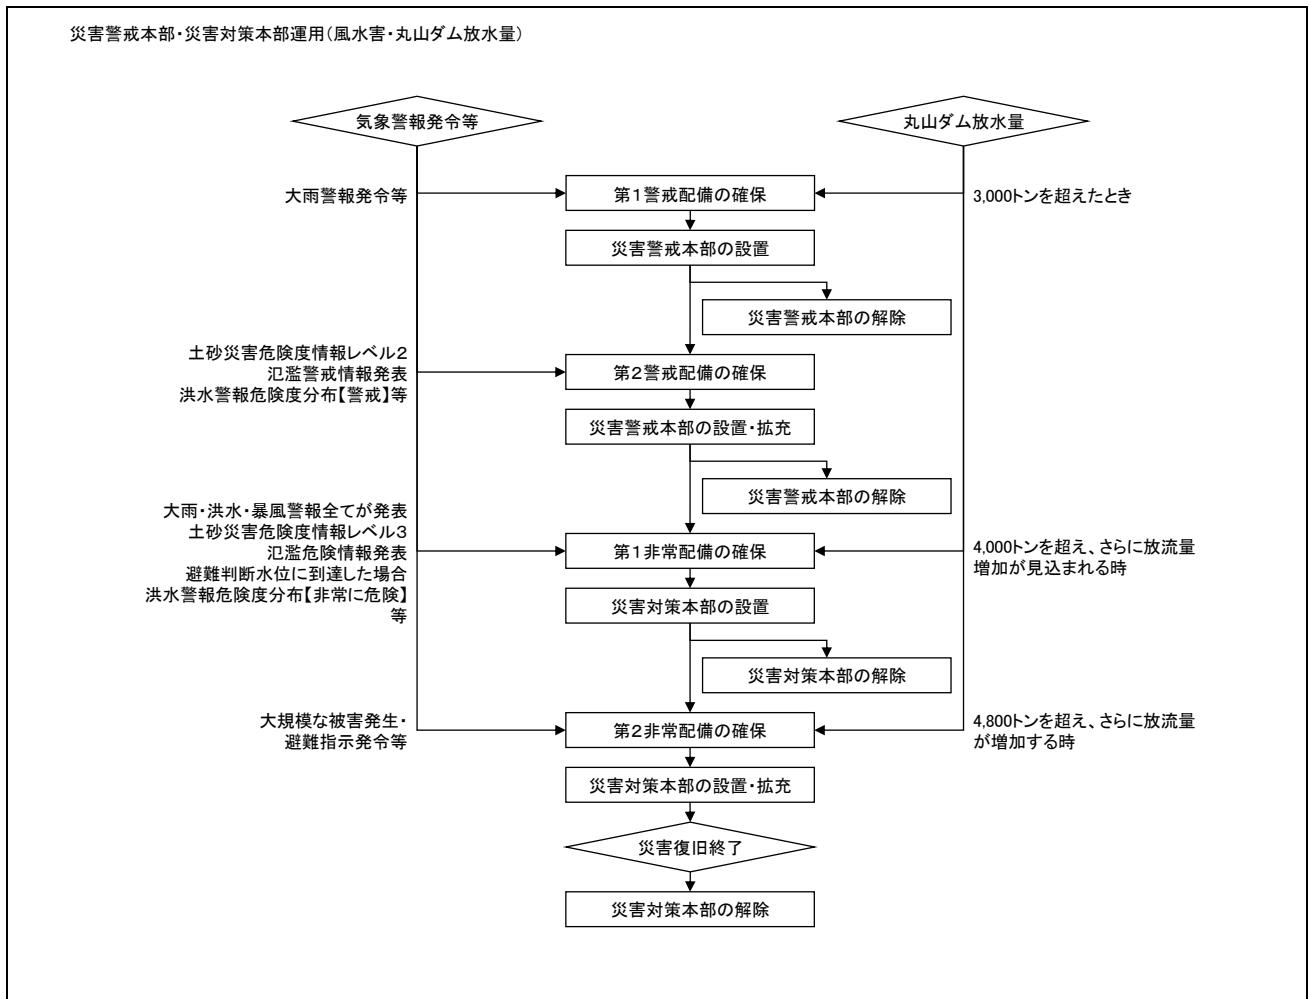 災害警戒本部・災害対策本部運用（風水害・丸山ダム放水量）
気象警報発令等
丸山ダム放水量
大雨警報発令等
第１警戒配備の確保
3,000トンを超えたとき
災害警戒本部の設置
災害警戒本部の解除
土砂災害危険度情報レベル２
氾濫警戒情報発表
洪水警報危険度分布【警戒】等
第２警戒配備の確保
災害警戒本部の設置・拡充
災害警戒本部の解除
大雨・洪水・暴風警報全てが発表
土砂災害危険度情報レベル３
氾濫危険情報発表
避難判断水位に到達した場合
洪水警報危険度分布【非常に危険】
等
第１非常配備の確保
4,000トンを超え、さらに放流量
増加が見込まれる時
災害対策本部の設置
災害対策本部の解除
大規模な被害発生・
避難指示発令等
第２非常配備の確保
4,800トンを超え、さらに放流量
が増加する時
災害対策本部の設置・拡充
災害復旧終了
災害対策本部の解除